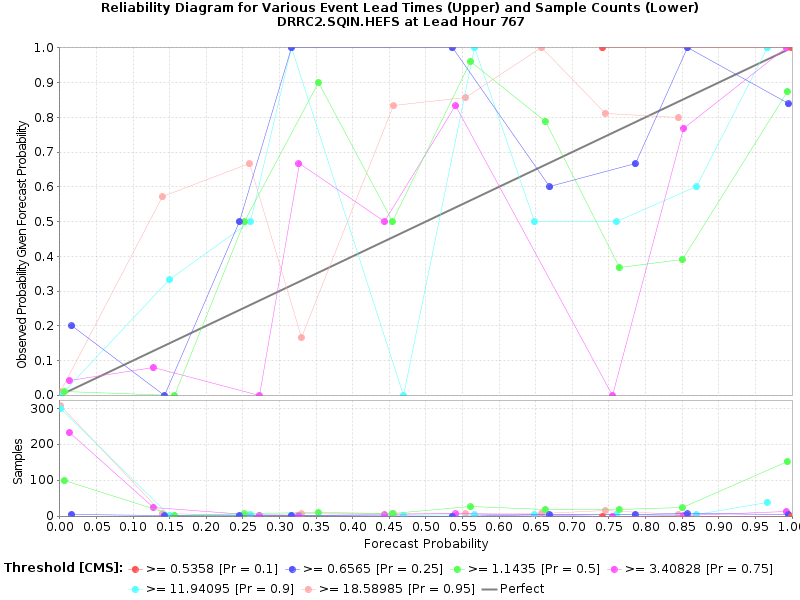 Reliability Diagram for Various Event Lead Times (Upper) and Sample Counts (Lower)
DRRC2.SQIN.HEFS at Lead Hour 767
Observed Probability Given Forecast Probability
1.0
0.9
0.8
0.7
0.6
0.5
0.4
0.3
0.2
0.1
0.0
Samples
300
200
100
0
0.00 0.05 0.10 0.15 0.20 0.25 0.30 0.35 0.40 0.45 0.50 0.55 0.60 0.65 0.70 0.75 0.80 0.85 0.90 0.95 1.00
Forecast Probability
Threshold [CMS]: >= 0.5358 [Pr = 0.1] >= 0.6565 [Pr = 0.25] >= 1.1435 [Pr = 0.5] >= 3.40828 [Pr = 0.75]
>= 11.94095 [Pr = 0.9] >= 18.58985 [Pr = 0.95] Perfect